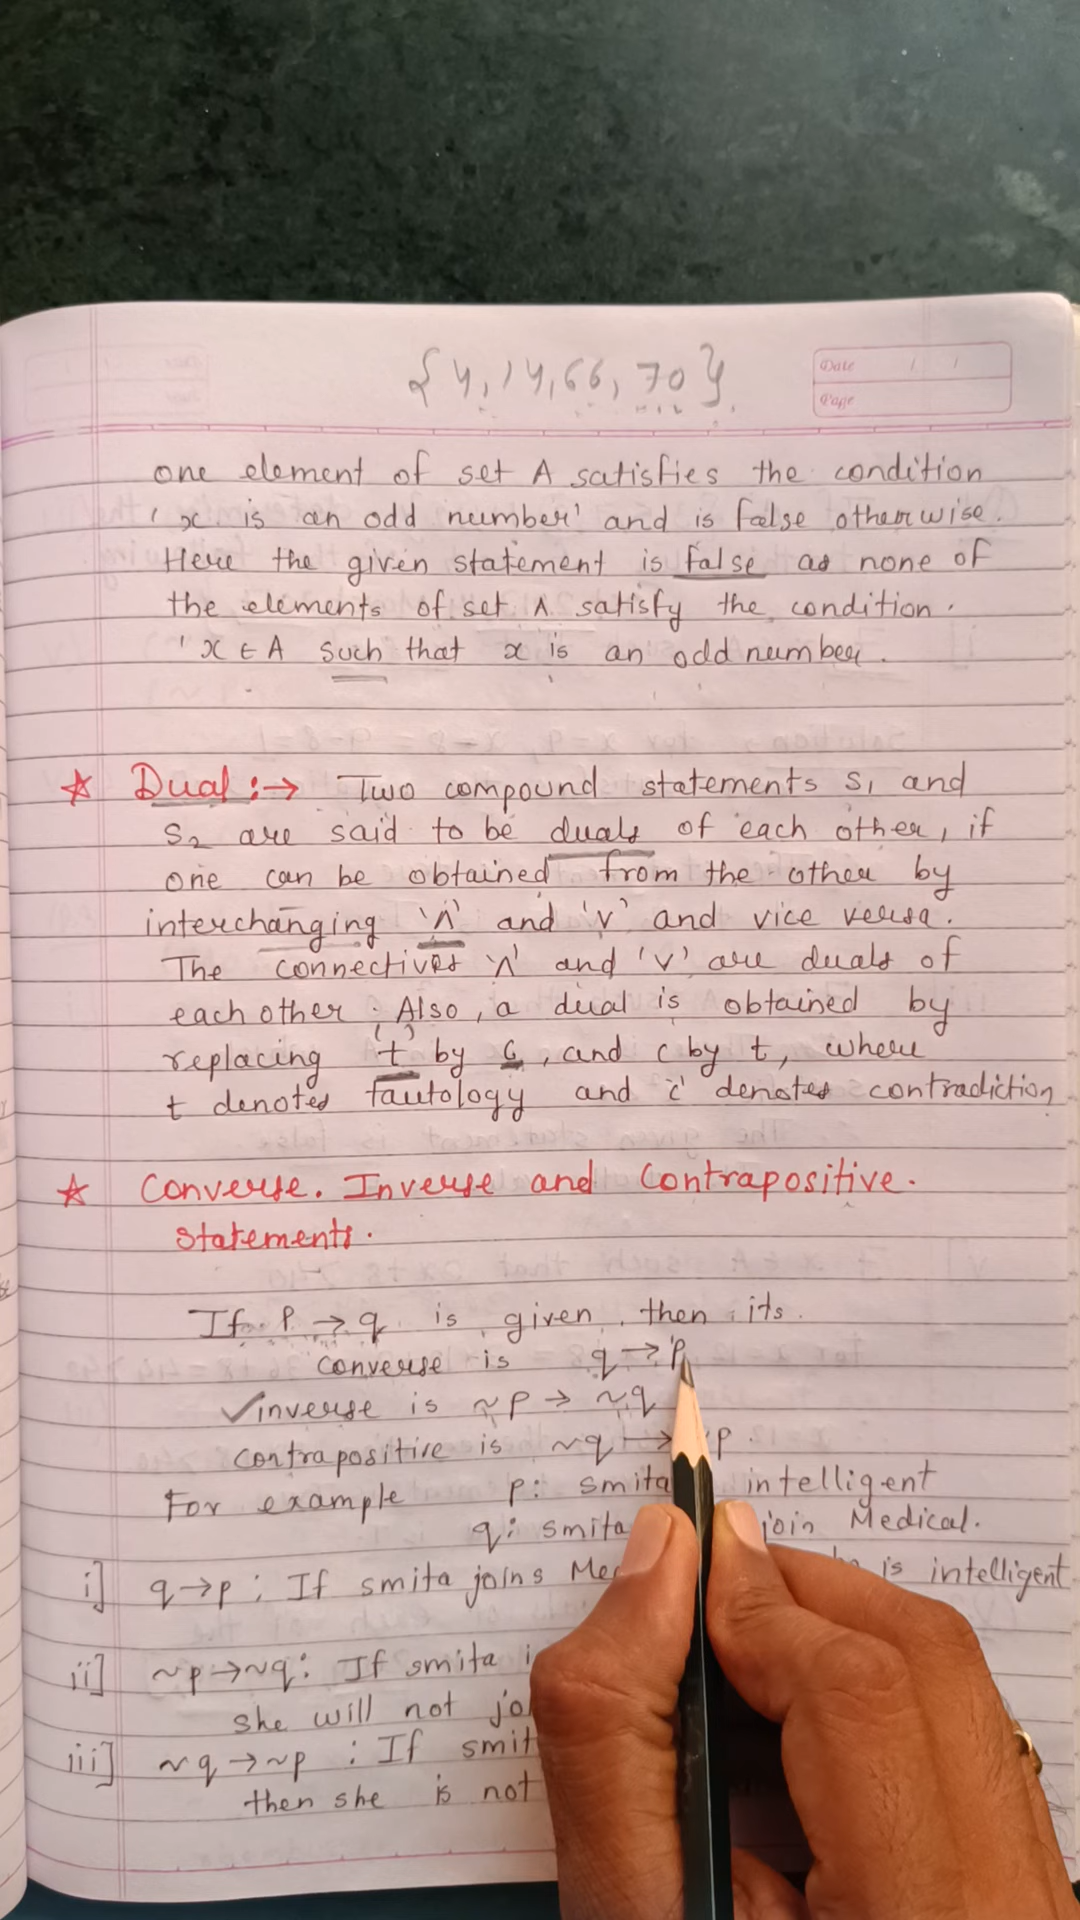 {4, 14, 66, 70}
Date / /
Page
one element of set A satisfies the condition
'x is an odd number' and is false otherwise.
Here the given statement is false as none of
the elements of set A satisfy the condition.
'x ∈ A such that x is an odd number.
☆ Dual :→ Two compound statements S₁ and
S₂ are said to be duals of each other, if
one can be obtained from the other by
interchanging '∧' and '∨' and vice versa.
The connectives '∧' and '∨' are duals of
each other. Also, a dual is obtained by
replacing 't' by c, and c by t, where
t denotes tautology and 'c' denotes contradiction
☆ Converse. Inverse and Contrapositive.
Statements.
If P → q is given, then its.
converse is q → p
✓inverse is ~p → ~q
contrapositive is ~q → p.
For example p: smita intelligent
q: smita join Medical.
i] q→p : If smita joins is intelligent
ii] ~p→~q: If smita
she will not
iii] ~q→~p : If
then she is not